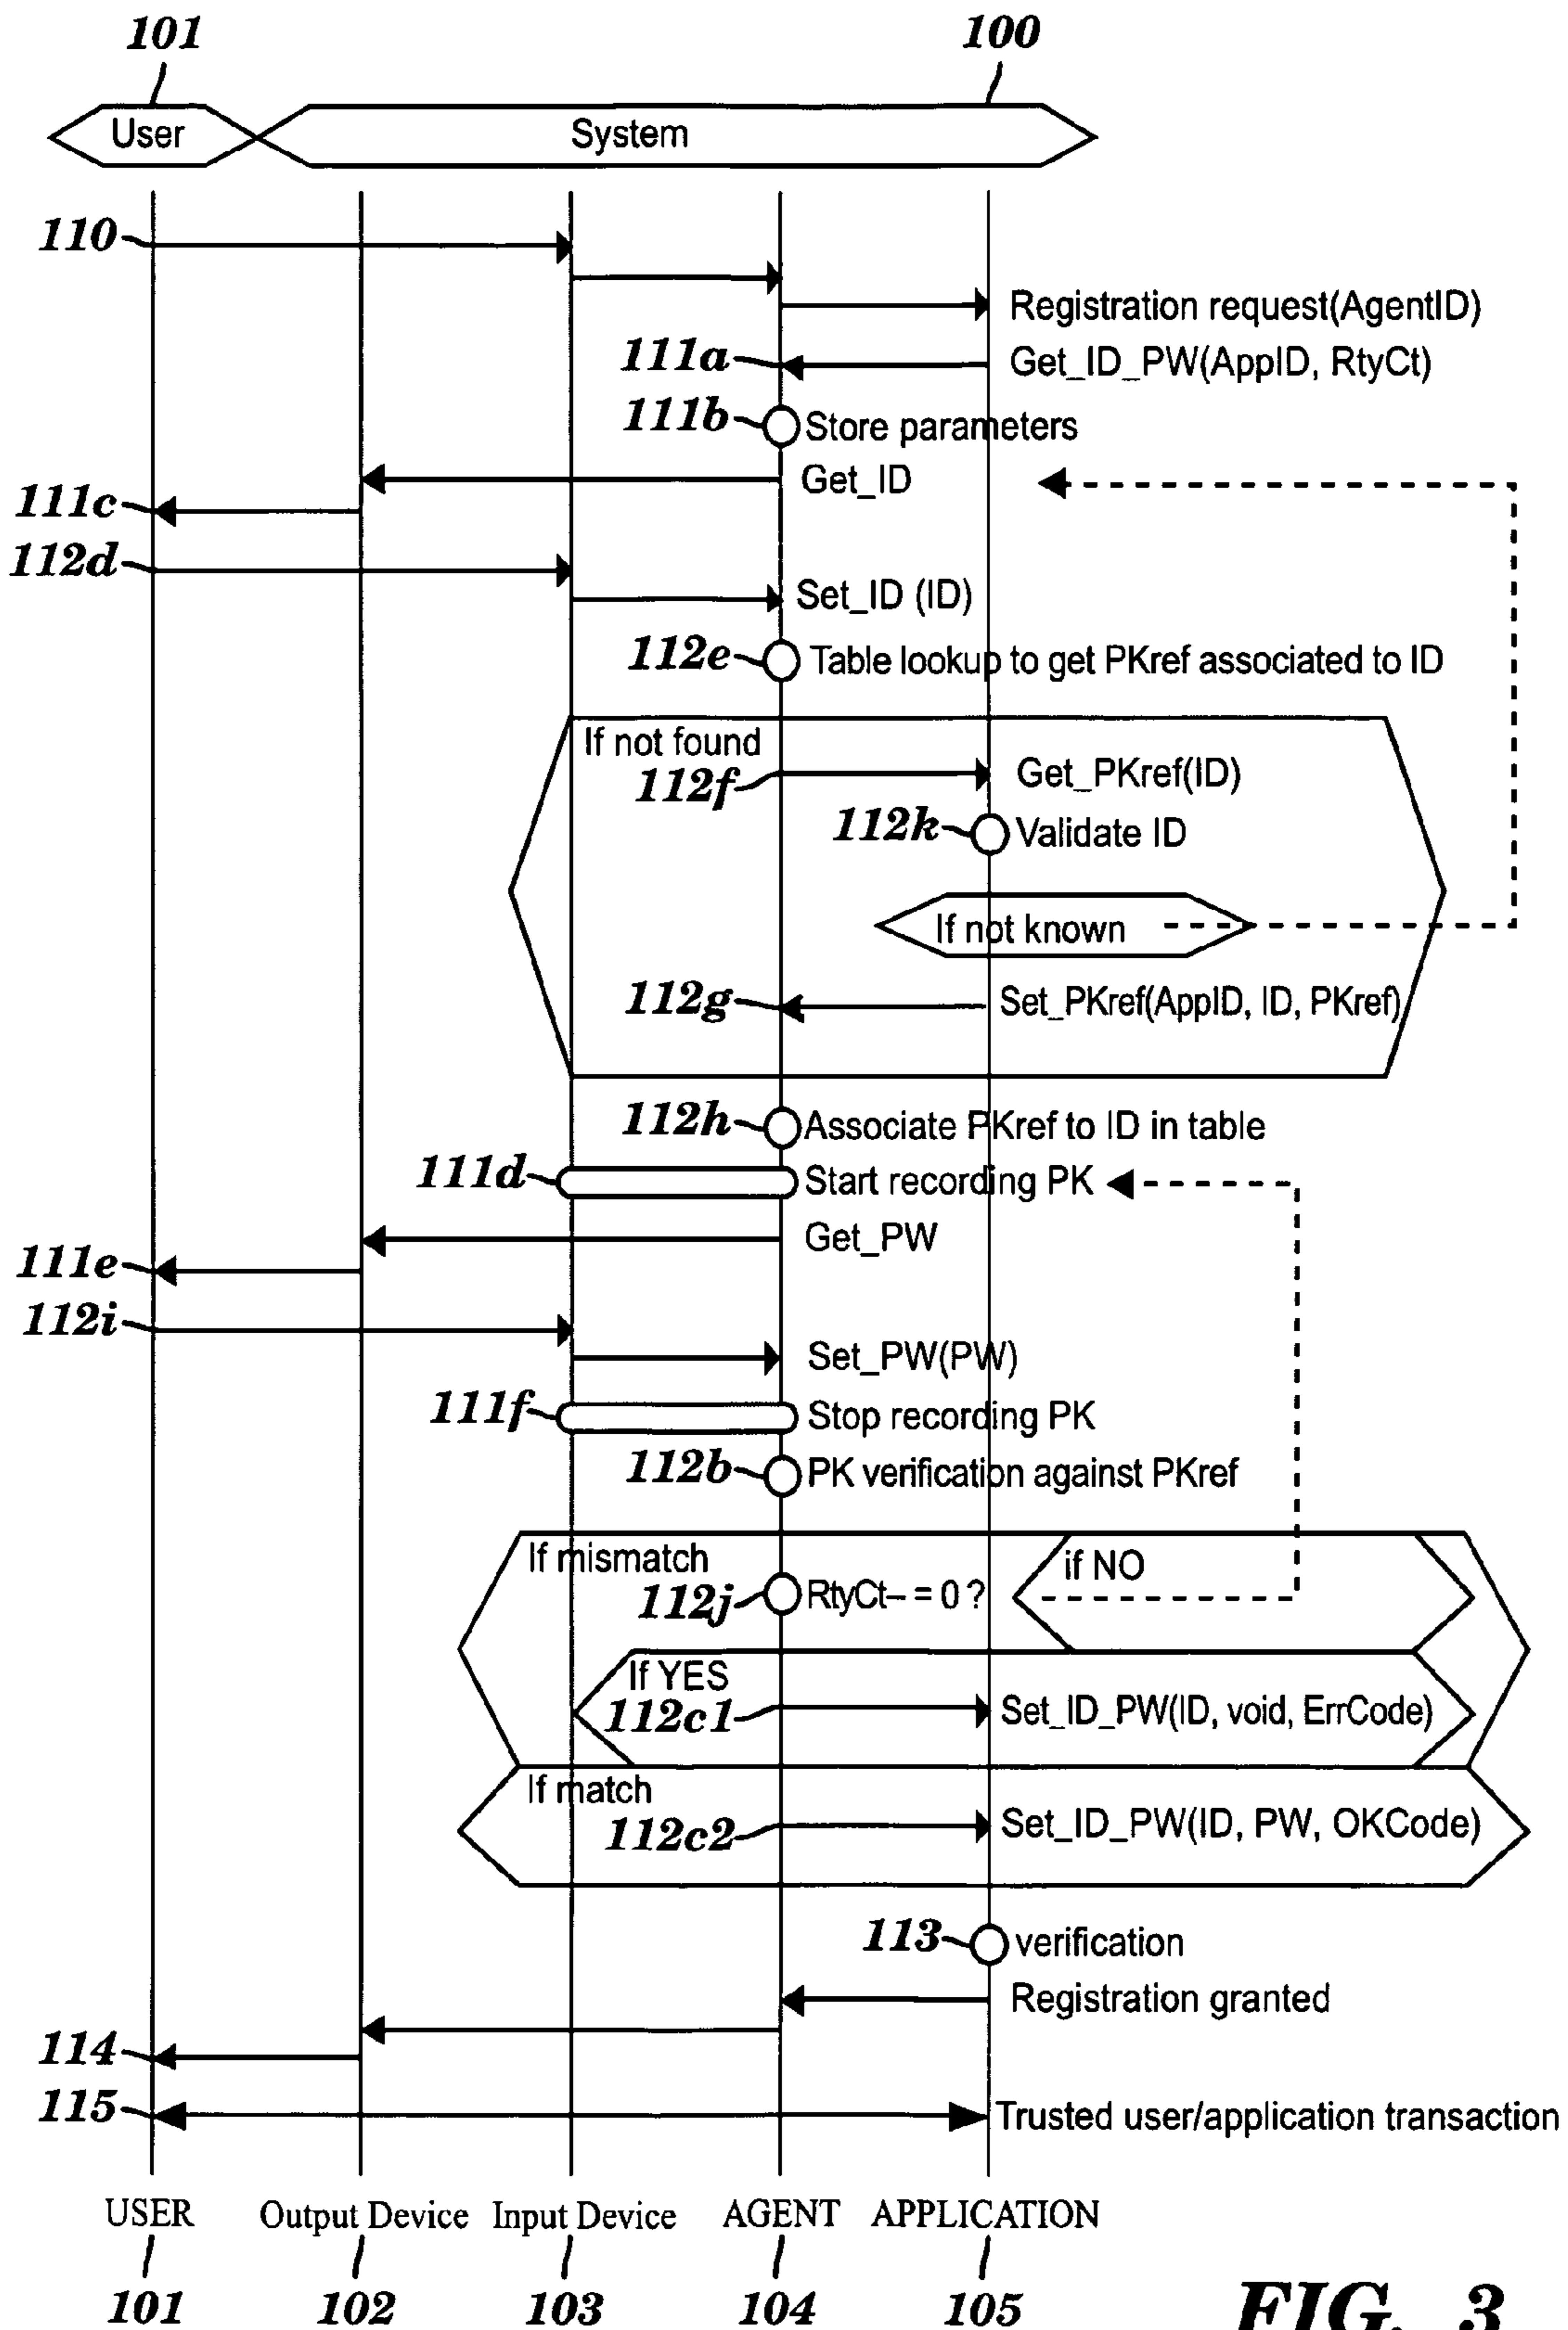 101
100
User
System
110
Registration request(AgentID)
111a
Get_ID_PW(AppID, RtyCt)
111b
Store parameters
Get_ID
111c
112d
Set_ID (ID)
112e
Table lookup to get PKref associated to ID
If not found
112f
Get_PKref(ID)
112k
Validate ID
If not known
112g
Set_PKref(AppID, ID, PKref)
112h
Associate PKref to ID in table
111d
Start recording PK
Get_PW
111e
112i
Set_PW(PW)
111f
Stop recording PK
112b
PK verification against PKref
If mismatch
if NO
112j
RtyCt– = 0 ?
If YES
112c1
Set_ID_PW(ID, void, ErrCode)
If match
112c2
Set_ID_PW(ID, PW, OKCode)
113
verification
Registration granted
114
115
Trusted user/application transaction
USER
Output Device
Input Device
AGENT
APPLICATION
101
102
103
104
105
FIG. 3